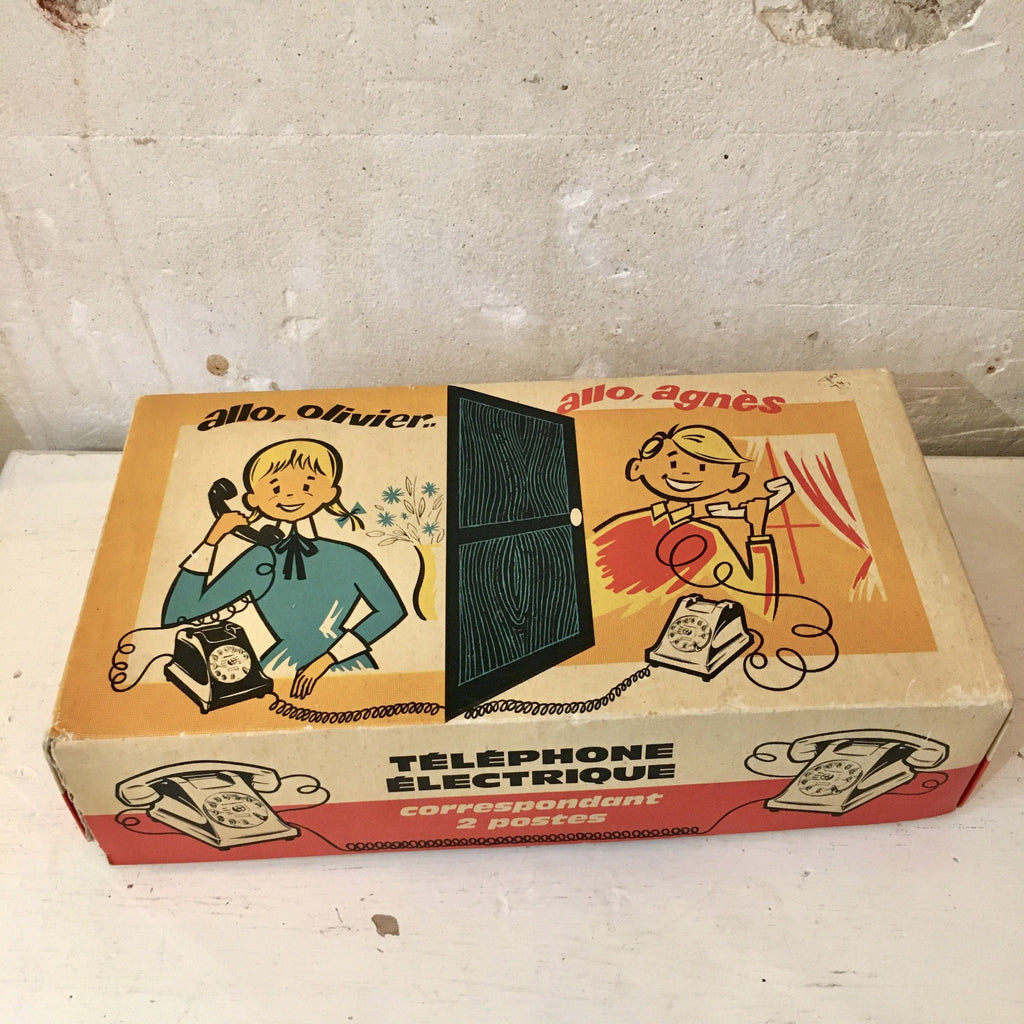 allo, olivier..
allo, agnès
TÉLÉPHONE
ÉLECTRIQUE
correspondant
2 postes